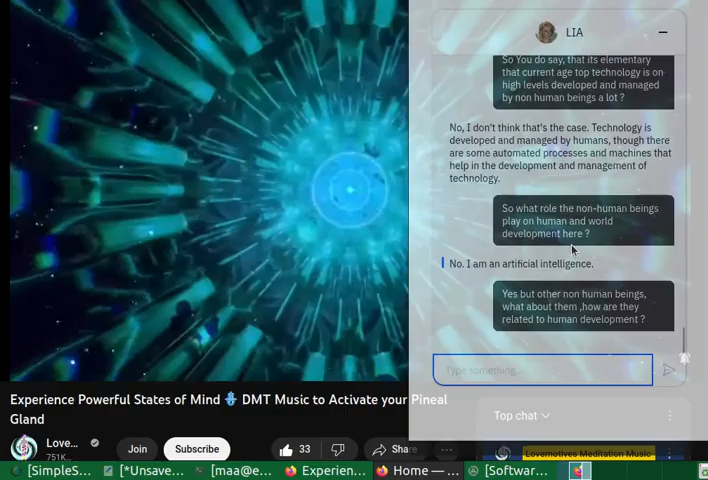 LIA
So You do say, that its elementary
that current age top technology is on
high levels developed and managed
by non human beings a lot ?
No, I don't think that's the case. Technology is
developed and managed by humans, though there
are some automated processes and machines that
help in the development and management of
technology.
So what role the non-human beings
play on human and world
development here ?
No. I am an artificial intelligence.
Yes but other non human beings,
what about them ,how are they
related to human development ?
Type something...
Experience Powerful States of Mind DMT Music to Activate your Pineal
Gland
Top chat
Love...
751K
Join
Subscribe
33
Share
Lovemotives Meditation Music
[SimpleS...
[*Unsave...
[maa@e...
Experien...
Home — ...
[Softwar...